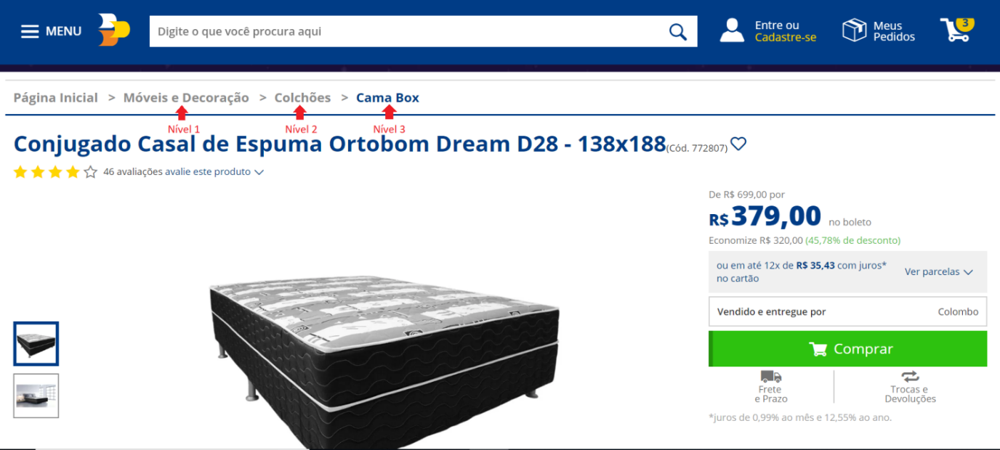 MENU
Digite o que você procura aqui
Entre ou
Cadastre-se
Meus
Pedidos
3
Página Inicial > Móveis e Decoração > Colchões > Cama Box
Nível 1 Nível 2 Nível 3
Conjugado Casal de Espuma Ortobom Dream D28 - 138x188(Cód. 772807)
46 avaliações avalie este produto
De R$ 699,00 por
R$379,00 no boleto
Economize R$ 320,00 (45,78% de desconto)
ou em até 12x de R$ 35,43 com juros*
no cartão
Ver parcelas
Vendido e entregue por Colombo
Comprar
Frete
e Prazo
Trocas e
Devoluções
*juros de 0,99% ao mês e 12,55% ao ano.